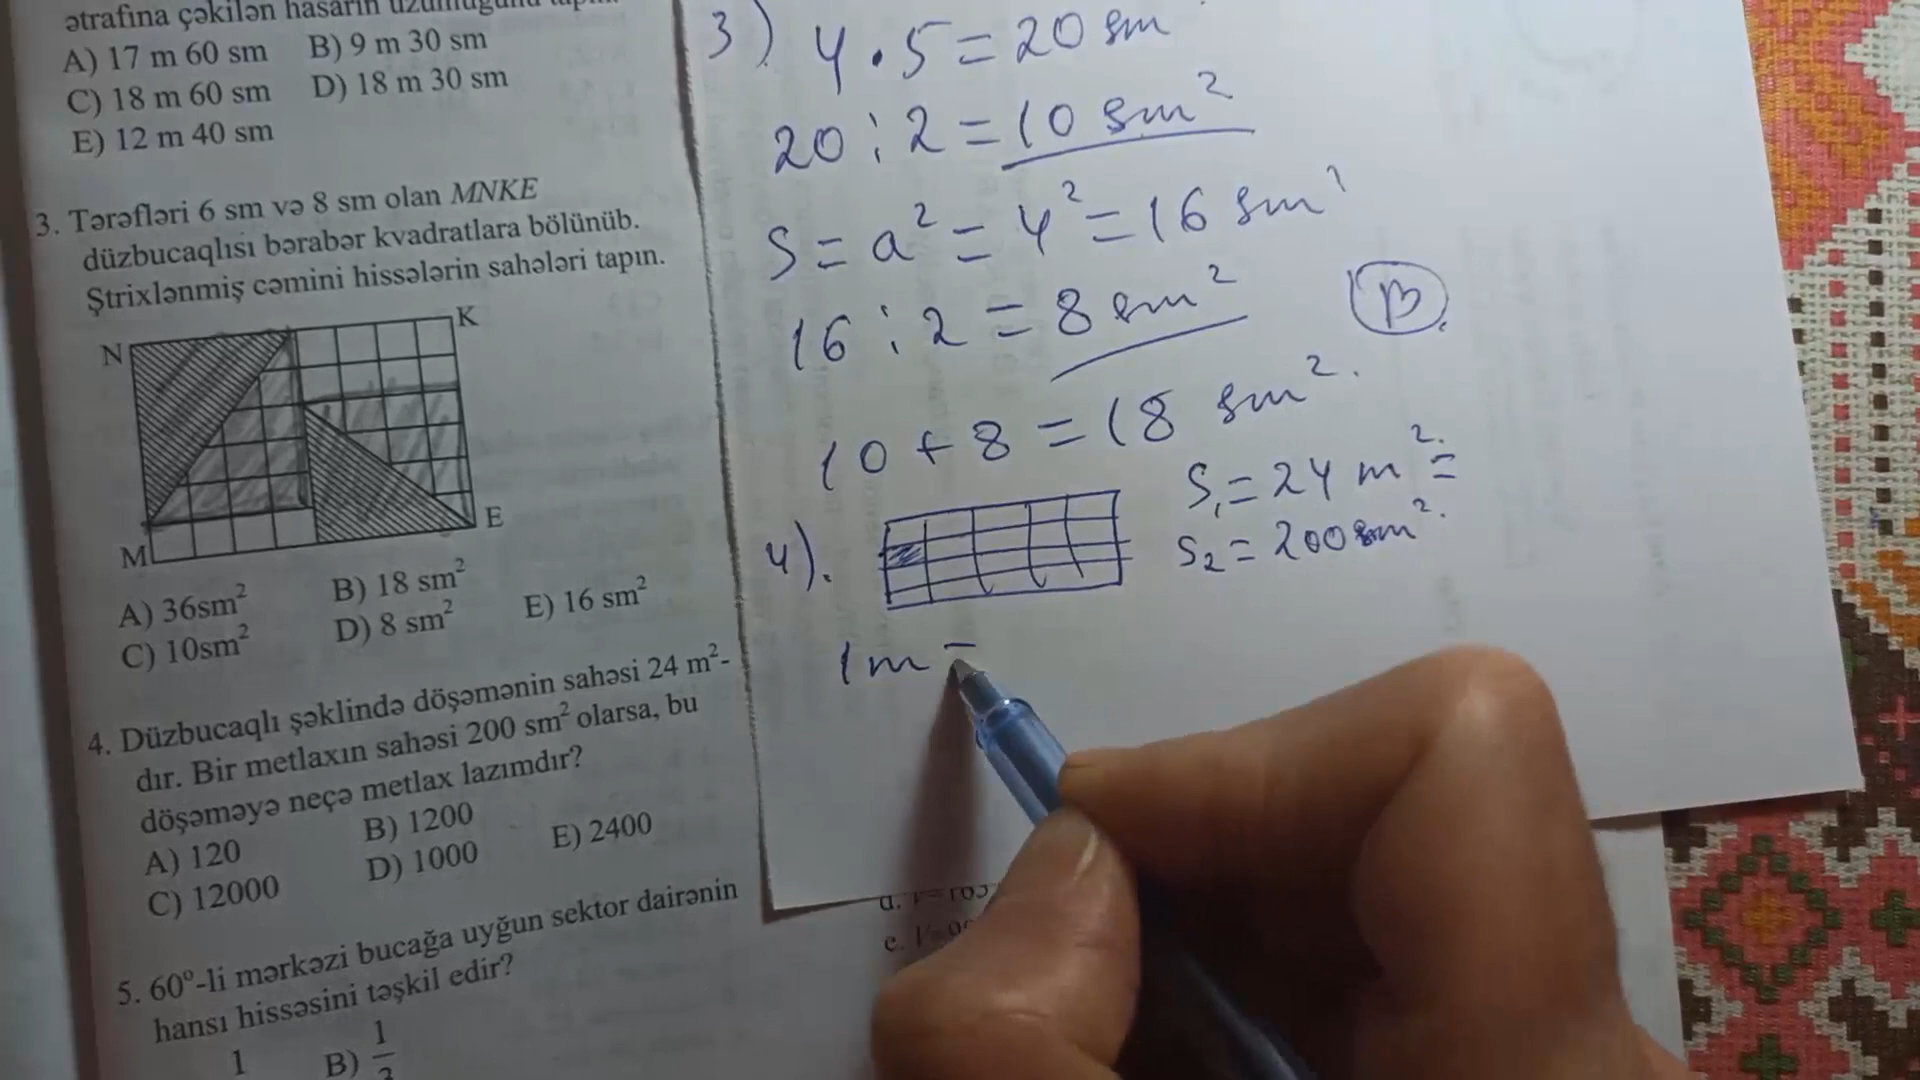 ətrafına çəkilən hasarın uzunluğunu
A) 17 m 60 sm B) 9 m 30 sm
C) 18 m 60 sm D) 18 m 30 sm
E) 12 m 40 sm
3. Tərəfləri 6 sm və 8 sm olan MNKE
düzbucaqlısı bərabər kvadratlara bölünüb.
Ştrixlənmiş cəmini hissələrin sahələri tapın.
N K
M E
A) 36sm² B) 18 sm²
C) 10sm² D) 8 sm² E) 16 sm²
4. Düzbucaqlı şəklində döşəmənin sahəsi 24 m²-
dır. Bir metlaxın sahəsi 200 sm² olarsa, bu
döşəməyə neçə metlax lazımdır?
A) 120 B) 1200
C) 12000 D) 1000 E) 2400
5. 60º-li mərkəzi bucağa uyğun sektor dairənin
hansı hissəsini təşkil edir?
1 B) 1
3) 4 · 5 = 20 sm
20 : 2 = 10 sm²
S = a² = 4² = 16 sm²
16 : 2 = 8 sm² B
10 + 8 = 18 sm².
4). S₁ = 24 m². =
S₂ = 200 sm².
1 m =